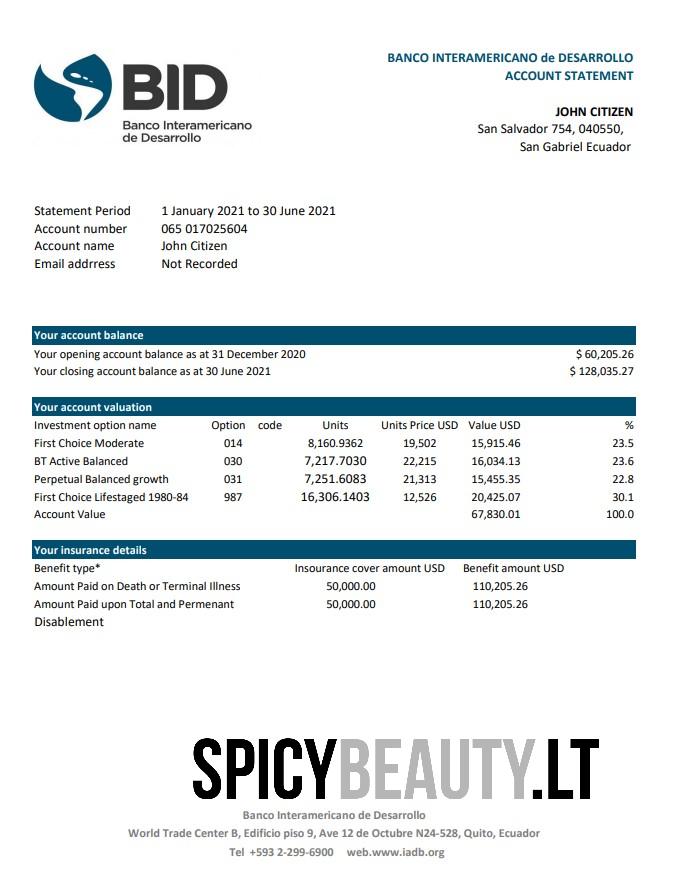 BID
Banco Interamericano
de Desarrollo
BANCO INTERAMERICANO de DESARROLLO
ACCOUNT STATEMENT
JOHN CITIZEN
San Salvador 754, 040550,
San Gabriel Ecuador
Statement Period 1 January 2021 to 30 June 2021
Account number 065 017025604
Account name John Citizen
Email addrress Not Recorded
Your account balance
Your opening account balance as at 31 December 2020 $ 60,205.26
Your closing account balance as at 30 June 2021 $ 128,035.27
Your account valuation
Investment option name Option code Units Units Price USD Value USD %
First Choice Moderate 014 8,160.9362 19,502 15,915.46 23.5
BT Active Balanced 030 7,217.7030 22,215 16,034.13 23.6
Perpetual Balanced growth 031 7,251.6083 21,313 15,455.35 22.8
First Choice Lifestaged 1980-84 987 16,306.1403 12,526 20,425.07 30.1
Account Value 67,830.01 100.0
Your insurance details
Benefit type* Insourance cover amount USD Benefit amount USD
Amount Paid on Death or Terminal Illness 50,000.00 110,205.26
Amount Paid upon Total and Permenant 50,000.00 110,205.26
Disablement
SPICYBEAUTY.LT
Banco Interamericano de Desarrollo
World Trade Center B, Edificio piso 9, Ave 12 de Octubre N24-528, Quito, Ecuador
Tel +593 2-299-6900 web.www.iadb.org